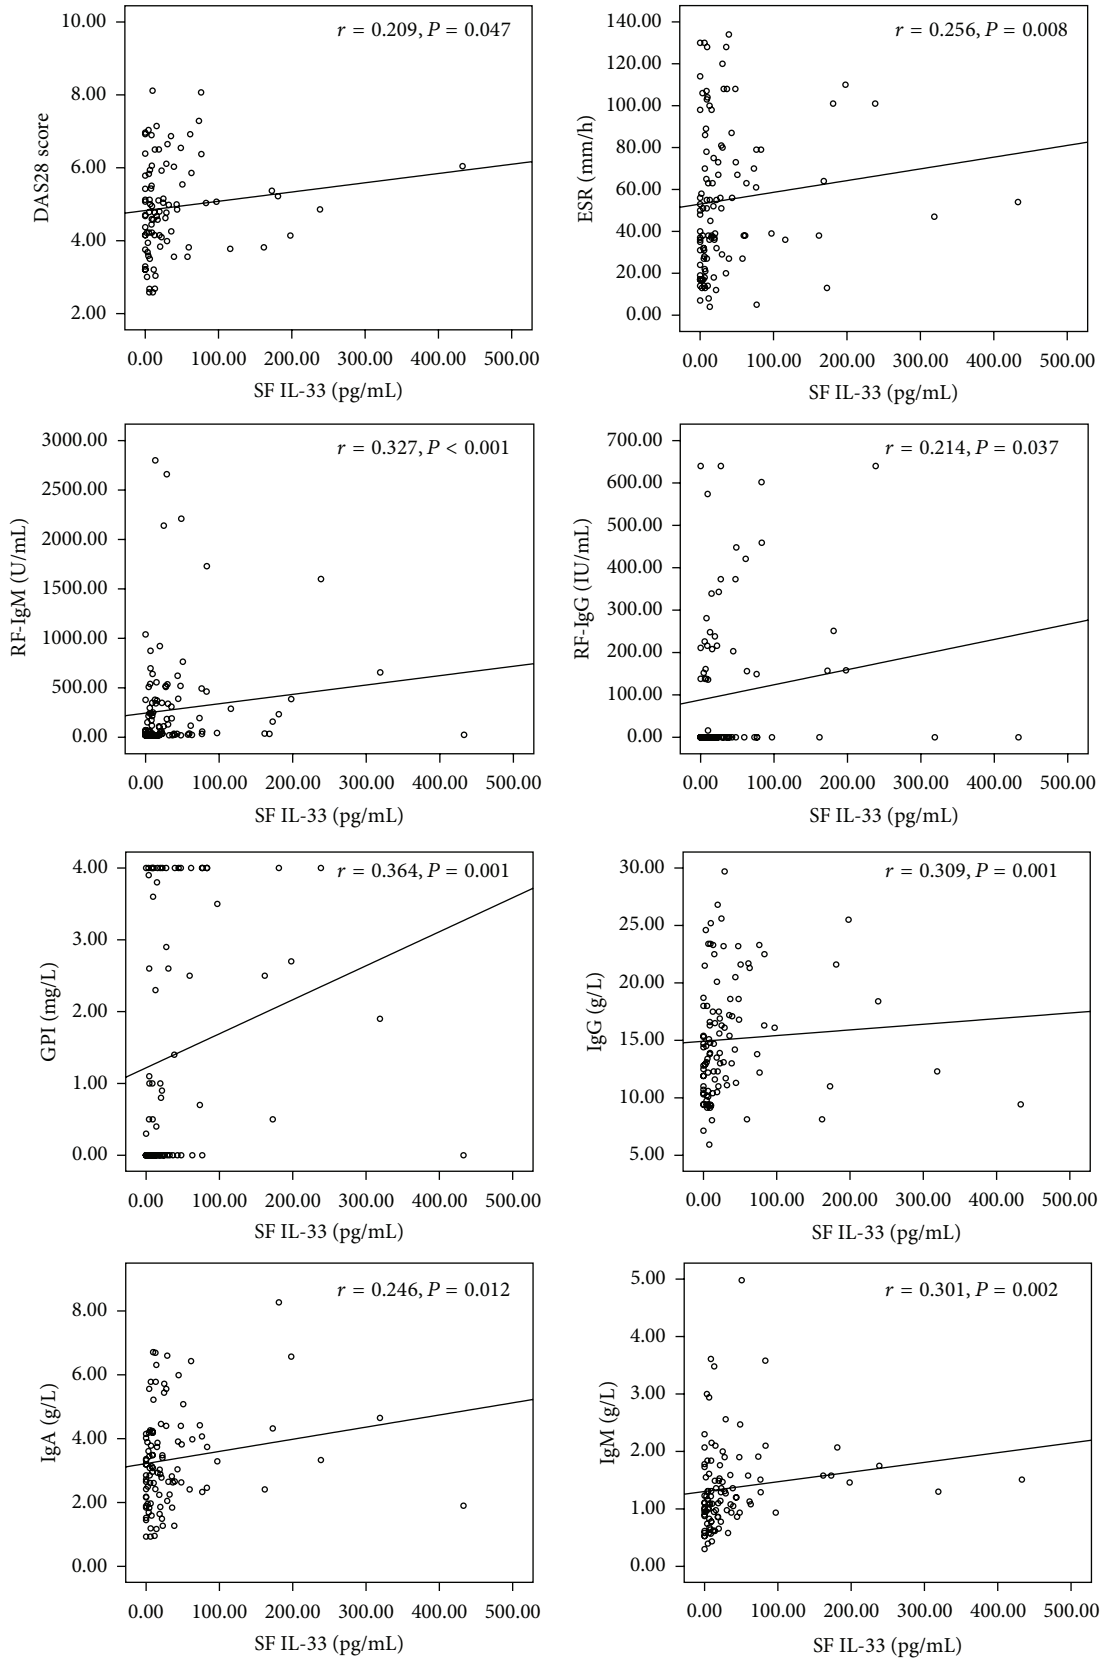 r = 0.209, P = 0.047
DAS28 score
10.00
8.00
6.00
4.00
2.00
0.00 100.00 200.00 300.00 400.00 500.00
SF IL-33 (pg/mL)
r = 0.256, P = 0.008
ESR (mm/h)
140.00
120.00
100.00
80.00
60.00
40.00
20.00
0.00
0.00 100.00 200.00 300.00 400.00 500.00
SF IL-33 (pg/mL)
r = 0.327, P < 0.001
RF-IgM (U/mL)
3000.00
2500.00
2000.00
1500.00
1000.00
500.00
0.00
0.00 100.00 200.00 300.00 400.00 500.00
SF IL-33 (pg/mL)
r = 0.214, P = 0.037
RF-IgG (IU/mL)
700.00
600.00
500.00
400.00
300.00
200.00
100.00
0.00
0.00 100.00 200.00 300.00 400.00 500.00
SF IL-33 (pg/mL)
r = 0.364, P = 0.001
GPI (mg/L)
4.00
3.00
2.00
1.00
0.00
0.00 100.00 200.00 300.00 400.00 500.00
SF IL-33 (pg/mL)
r = 0.309, P = 0.001
IgG (g/L)
30.00
25.00
20.00
15.00
10.00
5.00
0.00 100.00 200.00 300.00 400.00 500.00
SF IL-33 (pg/mL)
r = 0.246, P = 0.012
IgA (g/L)
8.00
6.00
4.00
2.00
0.00
0.00 100.00 200.00 300.00 400.00 500.00
SF IL-33 (pg/mL)
r = 0.301, P = 0.002
IgM (g/L)
5.00
4.00
3.00
2.00
1.00
0.00
0.00 100.00 200.00 300.00 400.00 500.00
SF IL-33 (pg/mL)